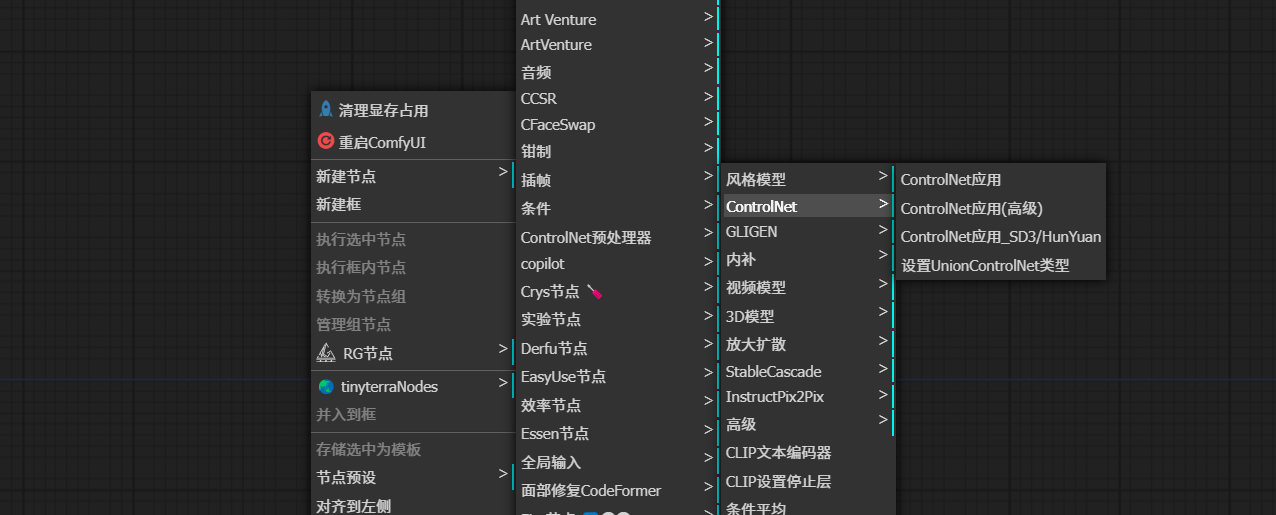 清理显存占用
重启ComfyUI
新建节点 >
新建框
执行选中节点
执行框内节点
转换为节点组
管理组节点
RG节点 >
tinyterraNodes >
并入到框
存储选中为模板
节点预设 >
对齐到左侧
Art Venture >
ArtVenture >
音频 >
CCSR >
CFaceSwap >
钳制 >
插帧 >
条件 >
ControlNet预处理器 >
copilot >
Crys节点 >
实验节点 >
Derfu节点 >
EasyUse节点 >
效率节点 >
Essen节点 >
全局输入 >
面部修复CodeFormer >
风格模型 >
ControlNet >
GLIGEN >
内补 >
视频模型 >
3D模型 >
放大扩散 >
StableCascade >
InstructPix2Pix >
高级 >
CLIP文本编码器
CLIP设置停止层
条件平均
ControlNet应用
ControlNet应用(高级)
ControlNet应用_SD3/HunYuan
设置UnionControlNet类型